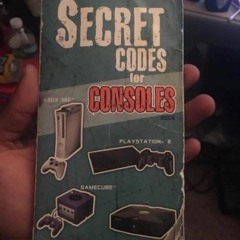 SECRET
CODES
for
CONSOLES
XBOX 360
PLAYSTATION 2
GAMECUBE